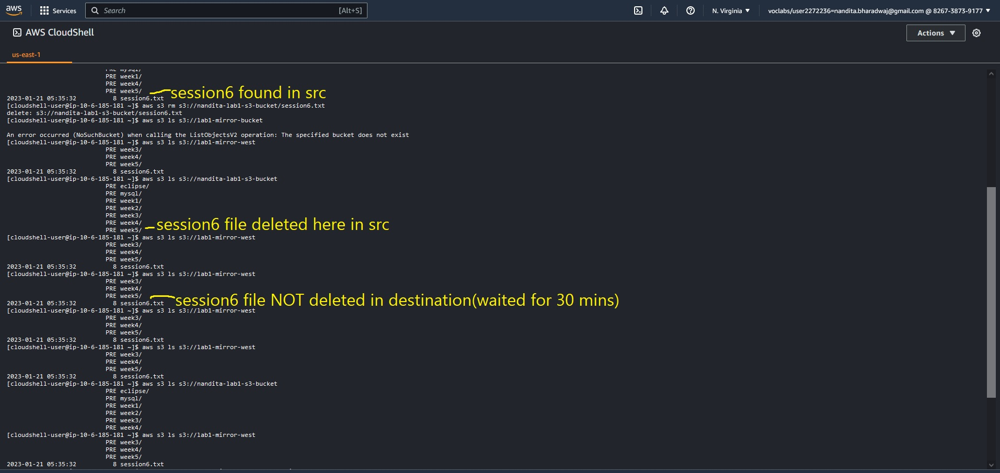 aws Services Search [Alt+S] N. Virginia voclabs/user2272236=nandita.bharadwaj@gmail.com @ 8267-3873-9177
AWS CloudShell Actions
us-east-1
PRE mysql/
PRE week1/
PRE week4/
PRE week5/
session6 found in src
2023-01-21 05:35:32 8 session6.txt
[cloudshell-user@ip-10-6-185-181 ~]$ aws s3 rm s3://nandita-lab1-s3-bucket/session6.txt
delete: s3://nandita-lab1-s3-bucket/session6.txt
[cloudshell-user@ip-10-6-185-181 ~]$ aws s3 ls s3://lab1-mirror-bucket
An error occurred (NoSuchBucket) when calling the ListObjectsV2 operation: The specified bucket does not exist
[cloudshell-user@ip-10-6-185-181 ~]$ aws s3 ls s3://lab1-mirror-west
PRE week3/
PRE week4/
PRE week5/
2023-01-21 05:35:32 8 session6.txt
[cloudshell-user@ip-10-6-185-181 ~]$ aws s3 ls s3://nandita-lab1-s3-bucket
PRE eclipse/
PRE mysql/
PRE week1/
PRE week2/
PRE week3/
PRE week4/
PRE week5/
session6 file deleted here in src
[cloudshell-user@ip-10-6-185-181 ~]$ aws s3 ls s3://lab1-mirror-west
PRE week3/
PRE week4/
PRE week5/
2023-01-21 05:35:32 8 session6.txt
[cloudshell-user@ip-10-6-185-181 ~]$ aws s3 ls s3://lab1-mirror-west
PRE week3/
PRE week4/
PRE week5/
2023-01-21 05:35:32 8 session6.txt
session6 file NOT deleted in destination(waited for 30 mins)
[cloudshell-user@ip-10-6-185-181 ~]$ aws s3 ls s3://lab1-mirror-west
PRE week3/
PRE week4/
PRE week5/
2023-01-21 05:35:32 8 session6.txt
[cloudshell-user@ip-10-6-185-181 ~]$ aws s3 ls s3://lab1-mirror-west
PRE week3/
PRE week4/
PRE week5/
2023-01-21 05:35:32 8 session6.txt
[cloudshell-user@ip-10-6-185-181 ~]$ aws s3 ls s3://nandita-lab1-s3-bucket
PRE eclipse/
PRE mysql/
PRE week1/
PRE week2/
PRE week3/
PRE week4/
[cloudshell-user@ip-10-6-185-181 ~]$ aws s3 ls s3://lab1-mirror-west
PRE week3/
PRE week4/
PRE week5/
2023-01-21 05:35:32 8 session6.txt